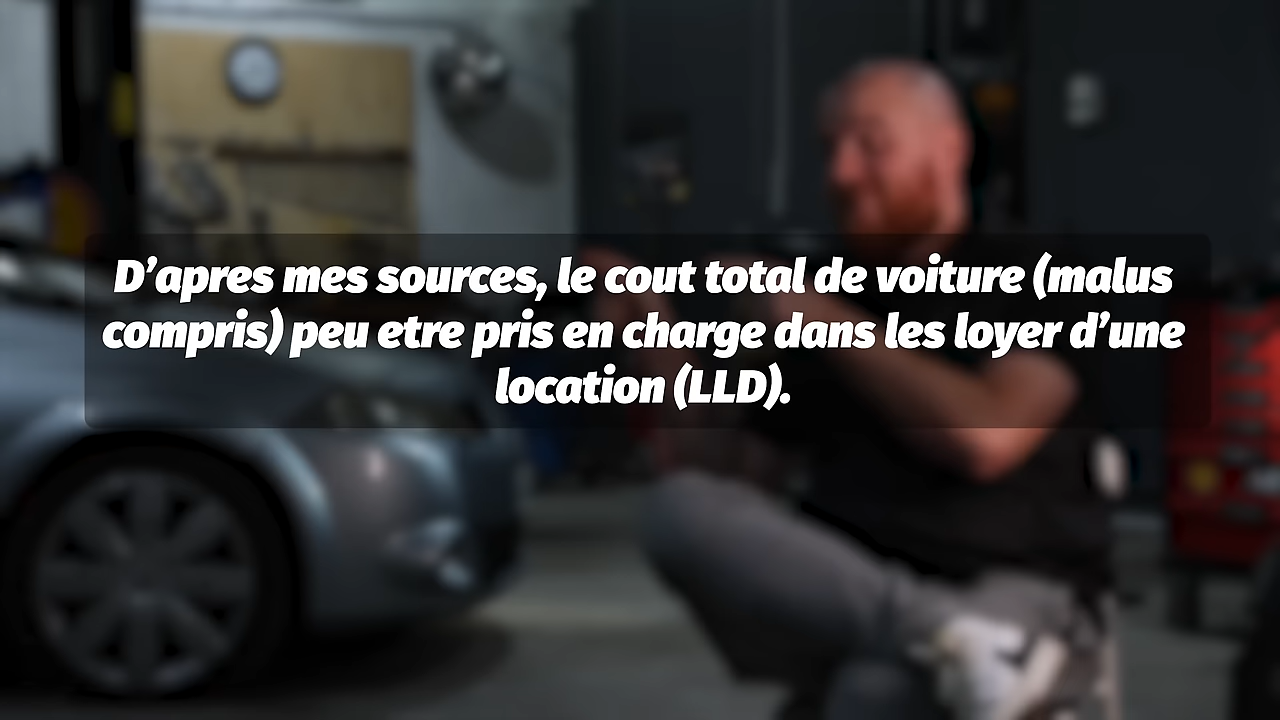 D’apres mes sources, le cout total de voiture (malus
compris) peu etre pris en charge dans les loyer d’une
location (LLD).